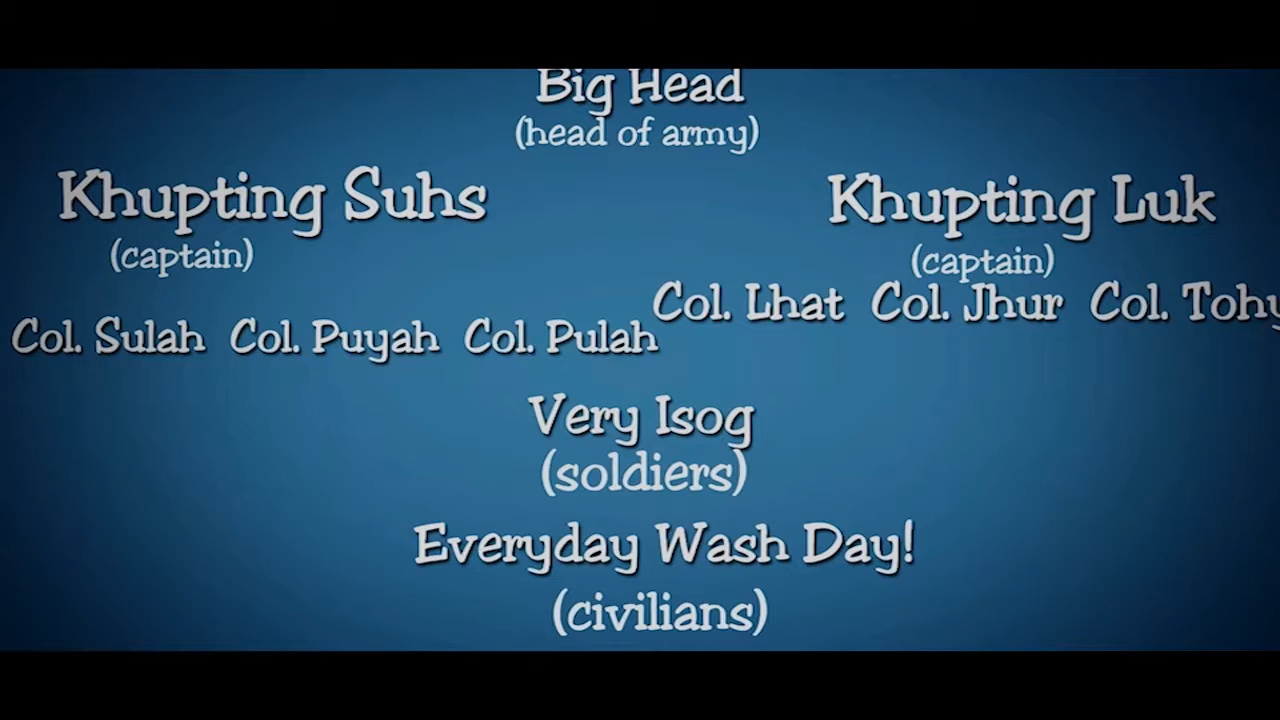 Big Head
(head of army)
Khupting Suhs
(captain)
Khupting Luk
(captain)
Col. Sulah Col. Puyah Col. Pulah
Col. Lhat Col. Jhur Col.
Very Isog
(soldiers)
Everyday Wash Day!
(civilians)